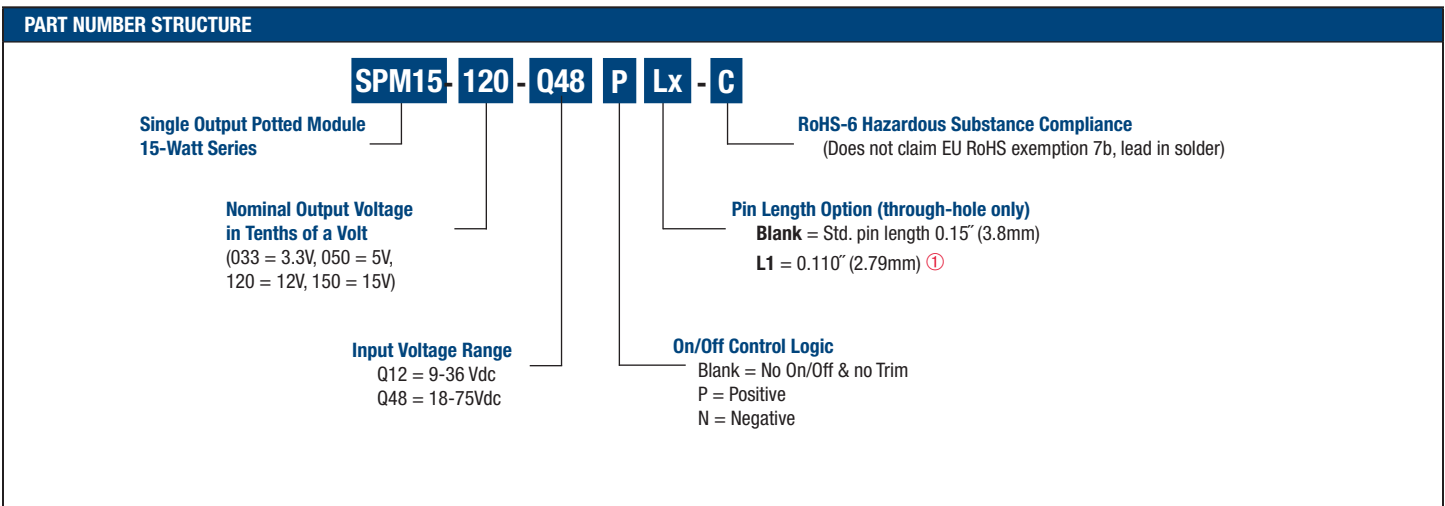 PART NUMBER STRUCTURE
SPM15 - 120 - Q48 P Lx - C
Single Output Potted Module
15-Watt Series
RoHS-6 Hazardous Substance Compliance
(Does not claim EU RoHS exemption 7b, lead in solder)
Nominal Output Voltage
in Tenths of a Volt
(033 = 3.3V, 050 = 5V,
120 = 12V, 150 = 15V)
Pin Length Option (through-hole only)
Blank = Std. pin length 0.15˝ (3.8mm)
L1 = 0.110˝ (2.79mm) ①
Input Voltage Range
Q12 = 9-36 Vdc
Q48 = 18-75Vdc
On/Off Control Logic
Blank = No On/Off & no Trim
P = Positive
N = Negative